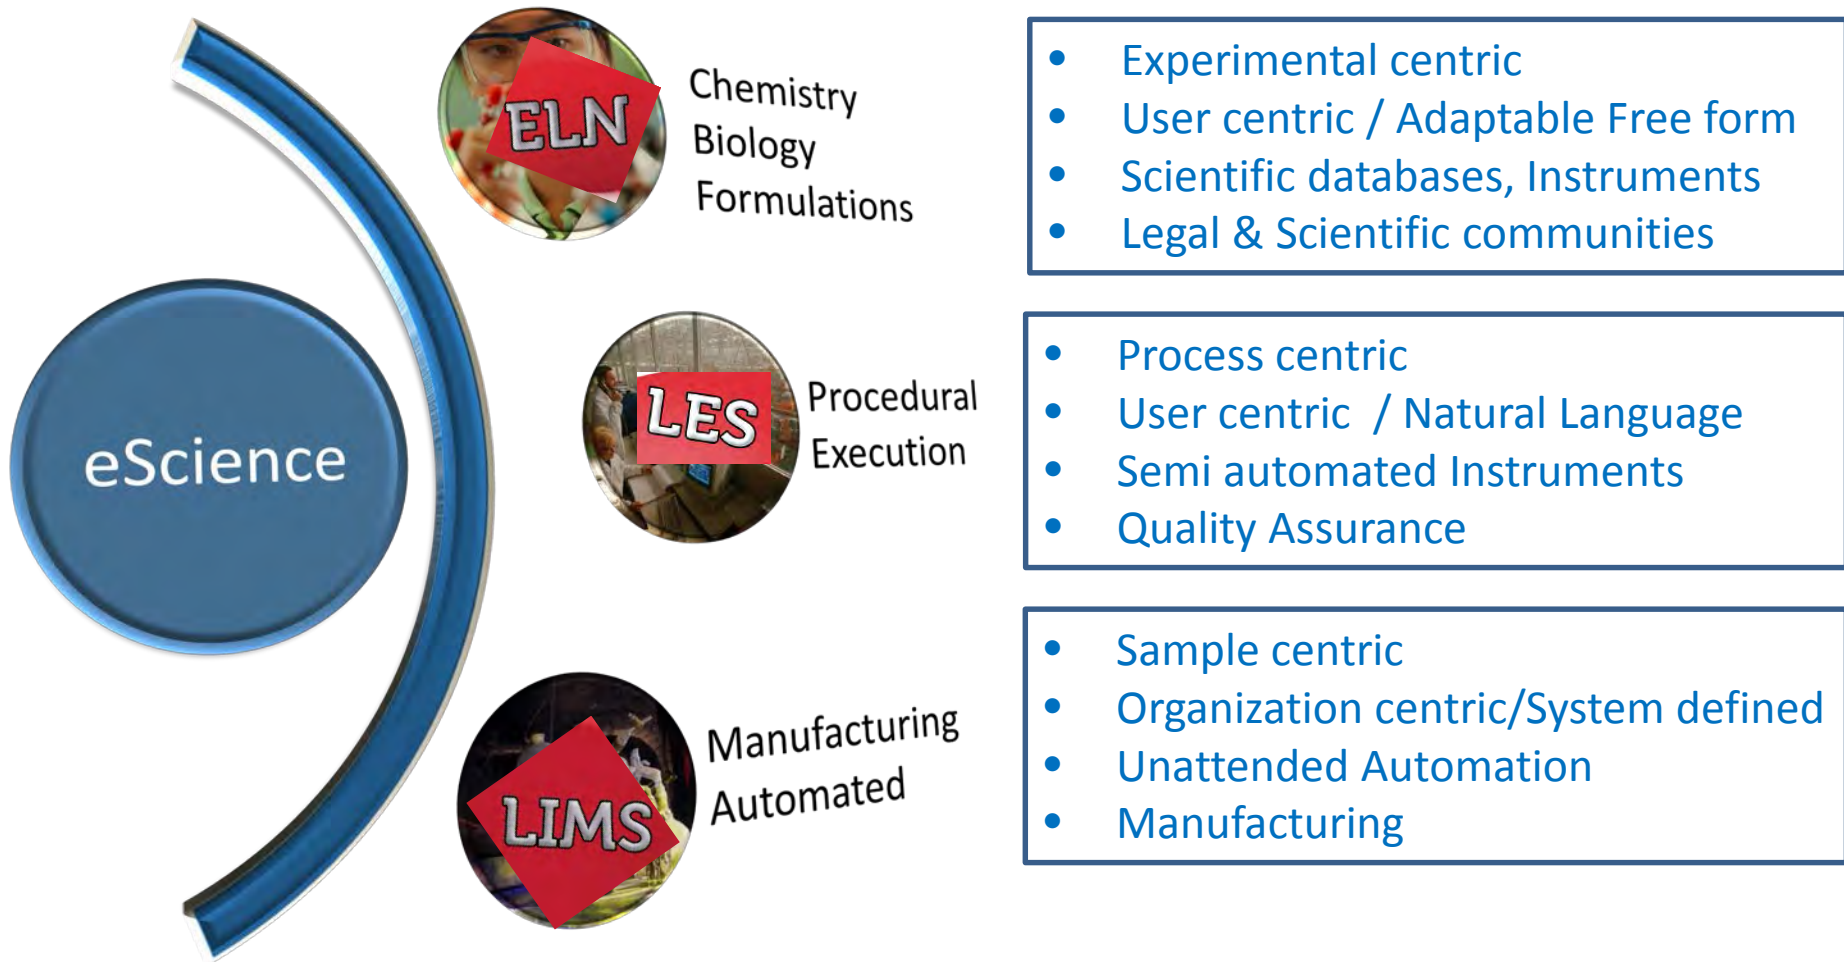 eScience
ELN
Chemistry
Biology
Formulations
• Experimental centric
• User centric / Adaptable Free form
• Scientific databases, Instruments
• Legal & Scientific communities
LES
Procedural
Execution
• Process centric
• User centric / Natural Language
• Semi automated Instruments
• Quality Assurance
LIMS
Manufacturing
Automated
• Sample centric
• Organization centric/System defined
• Unattended Automation
• Manufacturing